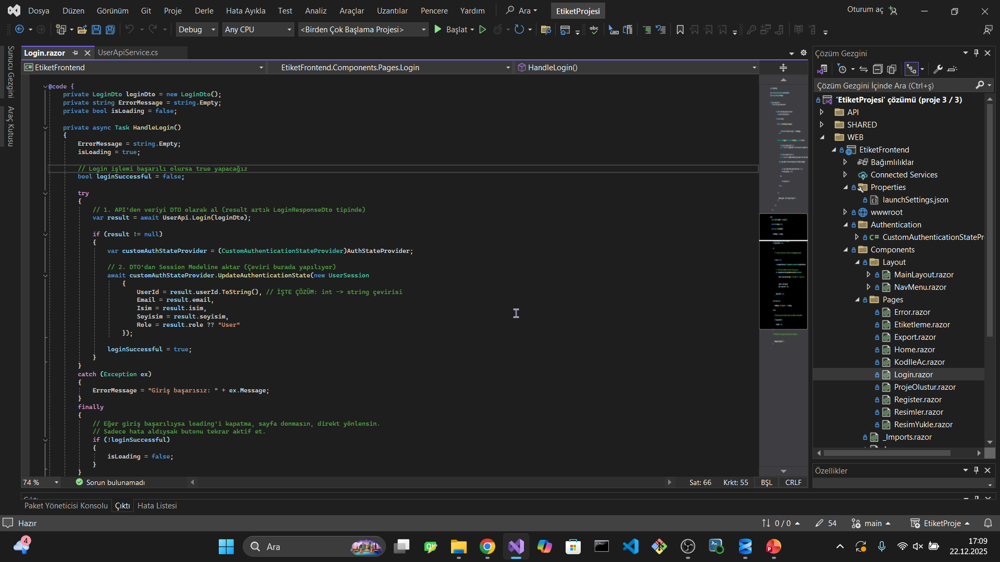 Dosya Düzen Görünüm Git Proje Derle Hata Ayıkla Test Analiz Araçlar Uzantılar Pencere Yardım Ara EtiketProjesi Oturum aç
Debug Any CPU <Birden Çok Başlama Projesi> Başlat
Sunucu Gezgini
Araç Kutusu
Login.razor UserApiService.cs
EtiketFrontend EtiketFrontend.Components.Pages.Login HandleLogin()
@code {
private LoginDto loginDto = new LoginDto();
private string ErrorMessage = string.Empty;
private bool isLoading = false;
private async Task HandleLogin()
{
ErrorMessage = string.Empty;
isLoading = true;
// Login işlemi başarılı olursa true yapacağız
bool loginSuccessful = false;
try
{
// 1. API'den veriyi DTO olarak al (result artık LoginResponseDto tipinde)
var result = await UserApi.Login(loginDto);
if (result != null)
{
var customAuthStateProvider = (CustomAuthenticationStateProvider)AuthStateProvider;
// 2. DTO'dan Session Modeline aktar (Çeviri burada yapılıyor)
await customAuthStateProvider.UpdateAuthenticationState(new UserSession
{
UserId = result.userId.ToString(), // İŞTE ÇÖZÜM: int -> string çevirisi
Email = result.email,
Isim = result.isim,
Soyisim = result.soyisim,
Role = result.role ?? "User"
});
loginSuccessful = true;
}
}
catch (Exception ex)
{
ErrorMessage = "Giriş başarısız: " + ex.Message;
}
finally
{
// Eğer giriş başarılıysa loading'i kapatma, sayfa donmasın, direkt yönlensin.
// Sadece hata aldıysak butonu tekrar aktif et.
if (!loginSuccessful)
{
isLoading = false;
}
}
74 % Sorun bulunamadı Sat: 66 Krkt: 55 BŞL CRLF
Çözüm Gezgini
Çözüm Gezgini İçinde Ara (Ctrl+ş)
'EtiketProjesi' çözümü (proje 3 / 3)
API
SHARED
WEB
EtiketFrontend
Bağımlılıklar
Connected Services
Properties
launchSettings.json
wwwroot
Authentication
C# CustomAuthenticationStatePr
Components
Layout
MainLayout.razor
NavMenu.razor
Pages
Error.razor
Etiketleme.razor
Export.razor
Home.razor
KodIleAc.razor
Login.razor
ProjeOlustur.razor
Register.razor
Resimler.razor
ResimYukle.razor
_Imports.razor
Özellikler
Paket Yöneticisi Konsolu Çıktı Hata Listesi
Hazır 0 / 0 54 main EtiketProje
4 Ara 17:09
22.12.2025